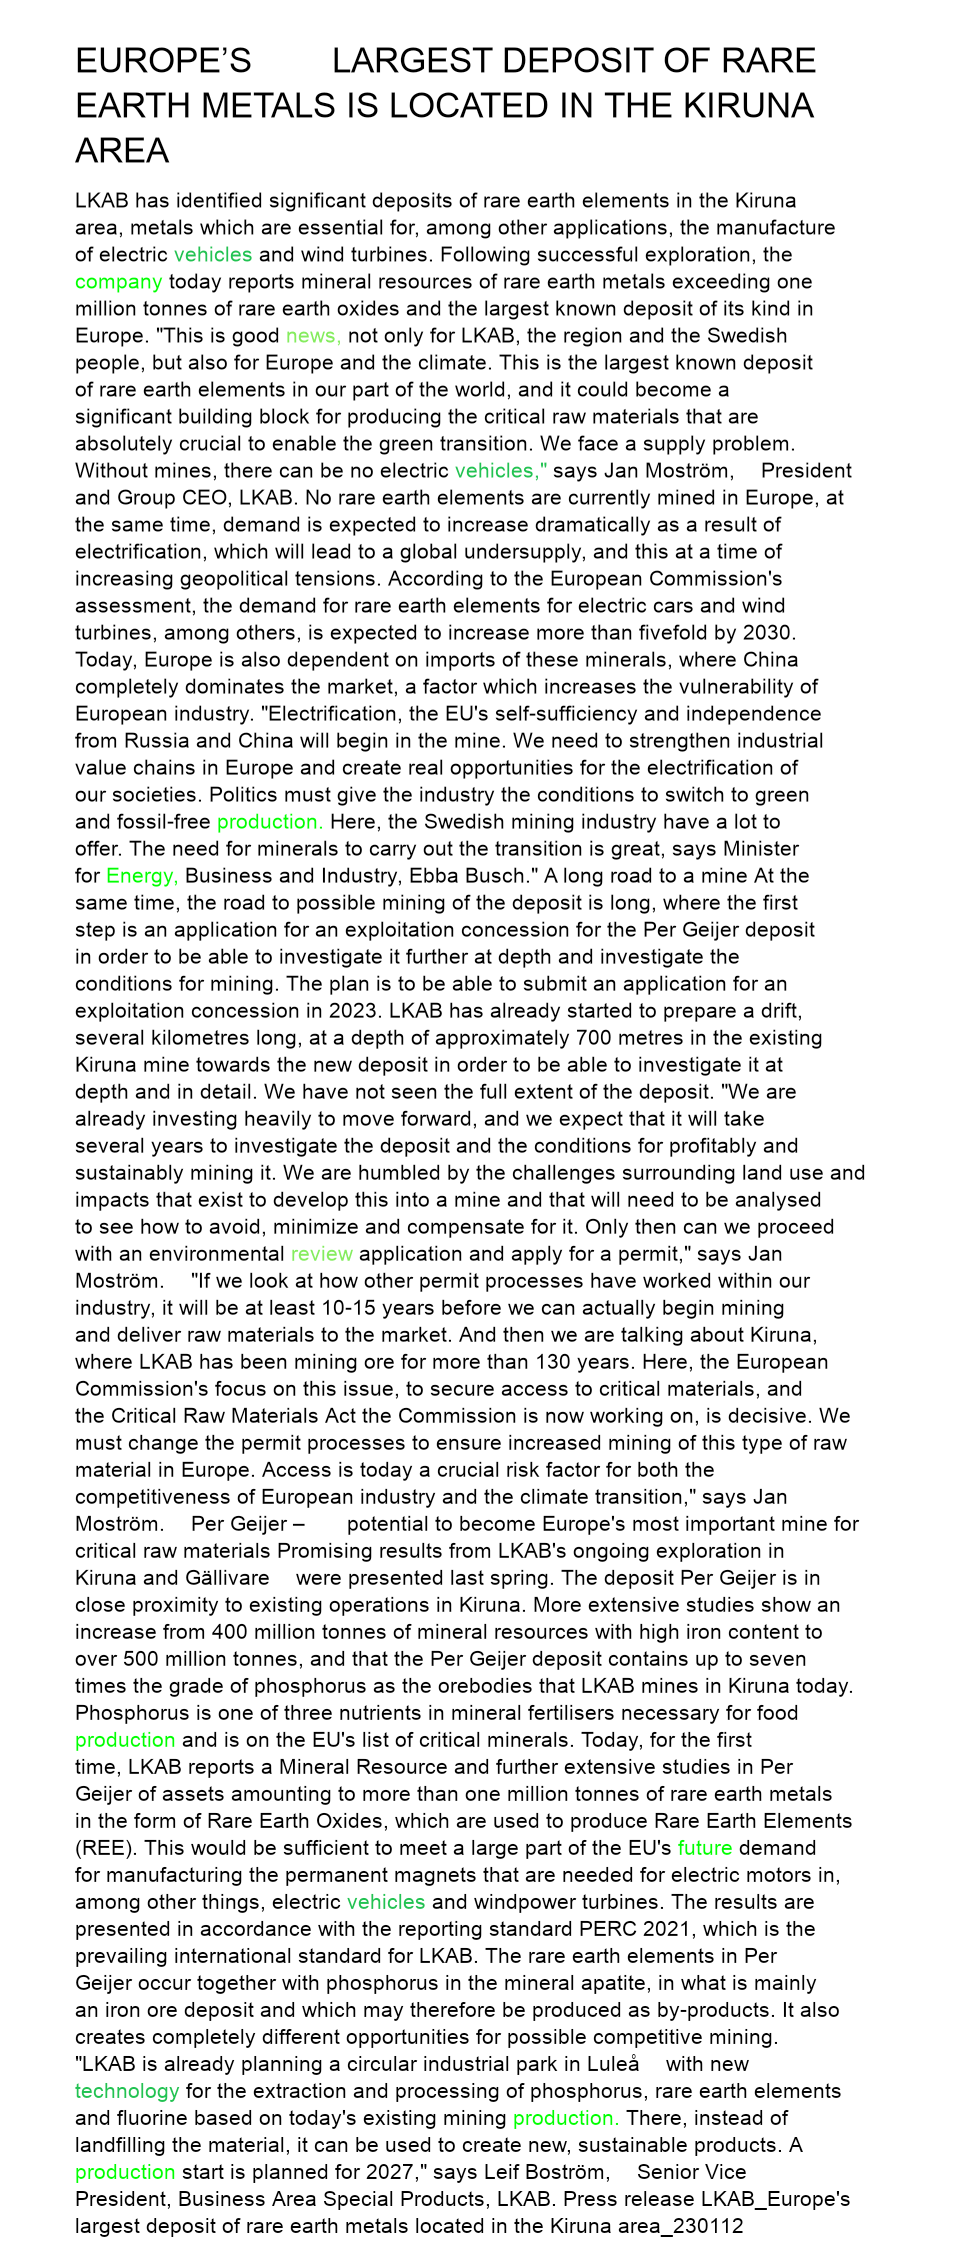 EUROPE’S LARGEST DEPOSIT OF RARE
EARTH METALS IS LOCATED IN THE KIRUNA
AREA
LKAB has identified significant deposits of rare earth elements in the Kiruna
area, metals which are essential for, among other applications, the manufacture
of electric vehicles and wind turbines. Following successful exploration, the
company today reports mineral resources of rare earth metals exceeding one
million tonnes of rare earth oxides and the largest known deposit of its kind in
Europe. "This is good news, not only for LKAB, the region and the Swedish
people, but also for Europe and the climate. This is the largest known deposit
of rare earth elements in our part of the world, and it could become a
significant building block for producing the critical raw materials that are
absolutely crucial to enable the green transition. We face a supply problem.
Without mines, there can be no electric vehicles," says Jan Moström, President
and Group CEO, LKAB. No rare earth elements are currently mined in Europe, at
the same time, demand is expected to increase dramatically as a result of
electrification, which will lead to a global undersupply, and this at a time of
increasing geopolitical tensions. According to the European Commission's
assessment, the demand for rare earth elements for electric cars and wind
turbines, among others, is expected to increase more than fivefold by 2030.
Today, Europe is also dependent on imports of these minerals, where China
completely dominates the market, a factor which increases the vulnerability of
European industry. "Electrification, the EU's self-sufficiency and independence
from Russia and China will begin in the mine. We need to strengthen industrial
value chains in Europe and create real opportunities for the electrification of
our societies. Politics must give the industry the conditions to switch to green
and fossil-free production. Here, the Swedish mining industry have a lot to
offer. The need for minerals to carry out the transition is great, says Minister
for Energy, Business and Industry, Ebba Busch." A long road to a mine At the
same time, the road to possible mining of the deposit is long, where the first
step is an application for an exploitation concession for the Per Geijer deposit
in order to be able to investigate it further at depth and investigate the
conditions for mining. The plan is to be able to submit an application for an
exploitation concession in 2023. LKAB has already started to prepare a drift,
several kilometres long, at a depth of approximately 700 metres in the existing
Kiruna mine towards the new deposit in order to be able to investigate it at
depth and in detail. We have not seen the full extent of the deposit. "We are
already investing heavily to move forward, and we expect that it will take
several years to investigate the deposit and the conditions for profitably and
sustainably mining it. We are humbled by the challenges surrounding land use and
impacts that exist to develop this into a mine and that will need to be analysed
to see how to avoid, minimize and compensate for it. Only then can we proceed
with an environmental review application and apply for a permit," says Jan
Moström. "If we look at how other permit processes have worked within our
industry, it will be at least 10-15 years before we can actually begin mining
and deliver raw materials to the market. And then we are talking about Kiruna,
where LKAB has been mining ore for more than 130 years. Here, the European
Commission's focus on this issue, to secure access to critical materials, and
the Critical Raw Materials Act the Commission is now working on, is decisive. We
must change the permit processes to ensure increased mining of this type of raw
material in Europe. Access is today a crucial risk factor for both the
competitiveness of European industry and the climate transition," says Jan
Moström. Per Geijer – potential to become Europe's most important mine for
critical raw materials Promising results from LKAB's ongoing exploration in
Kiruna and Gällivare were presented last spring. The deposit Per Geijer is in
close proximity to existing operations in Kiruna. More extensive studies show an
increase from 400 million tonnes of mineral resources with high iron content to
over 500 million tonnes, and that the Per Geijer deposit contains up to seven
times the grade of phosphorus as the orebodies that LKAB mines in Kiruna today.
Phosphorus is one of three nutrients in mineral fertilisers necessary for food
production and is on the EU's list of critical minerals. Today, for the first
time, LKAB reports a Mineral Resource and further extensive studies in Per
Geijer of assets amounting to more than one million tonnes of rare earth metals
in the form of Rare Earth Oxides, which are used to produce Rare Earth Elements
(REE). This would be sufficient to meet a large part of the EU's future demand
for manufacturing the permanent magnets that are needed for electric motors in,
among other things, electric vehicles and windpower turbines. The results are
presented in accordance with the reporting standard PERC 2021, which is the
prevailing international standard for LKAB. The rare earth elements in Per
Geijer occur together with phosphorus in the mineral apatite, in what is mainly
an iron ore deposit and which may therefore be produced as by-products. It also
creates completely different opportunities for possible competitive mining.
"LKAB is already planning a circular industrial park in Luleå with new
technology for the extraction and processing of phosphorus, rare earth elements
and fluorine based on today's existing mining production. There, instead of
landfilling the material, it can be used to create new, sustainable products. A
production start is planned for 2027," says Leif Boström, Senior Vice
President, Business Area Special Products, LKAB. Press release LKAB_Europe's
largest deposit of rare earth metals located in the Kiruna area_230112